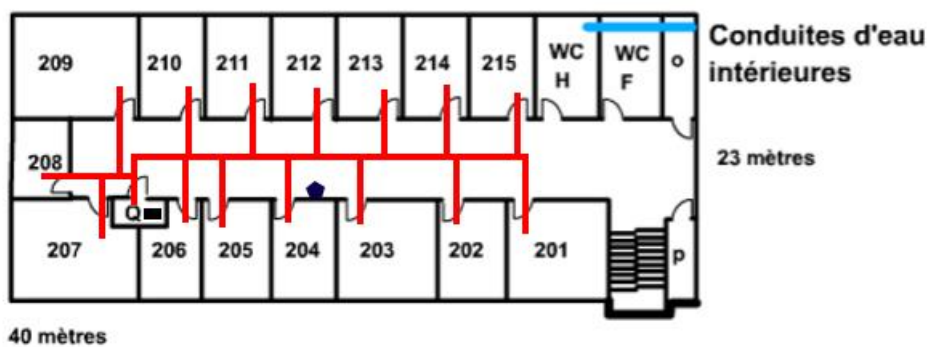 209
210
211
212
213
214
215
WC
H
WC
F
o
Conduites d'eau
intérieures
208
23 mètres
Q
207
206
205
204
203
202
201
p
40 mètres